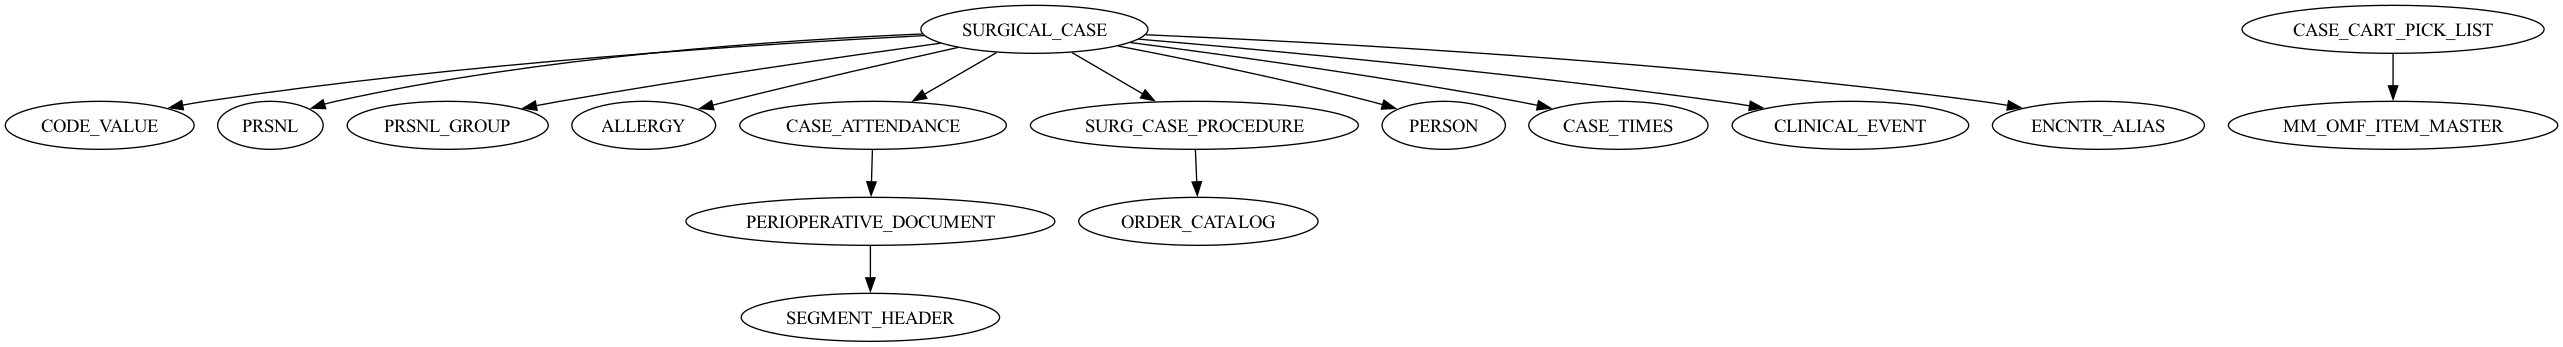 SURGICAL_CASE
CASE_CART_PICK_LIST
CODE_VALUE
PRSNL
PRSNL_GROUP
ALLERGY
CASE_ATTENDANCE
SURG_CASE_PROCEDURE
PERSON
CASE_TIMES
CLINICAL_EVENT
ENCNTR_ALIAS
MM_OMF_ITEM_MASTER
PERIOPERATIVE_DOCUMENT
ORDER_CATALOG
SEGMENT_HEADER